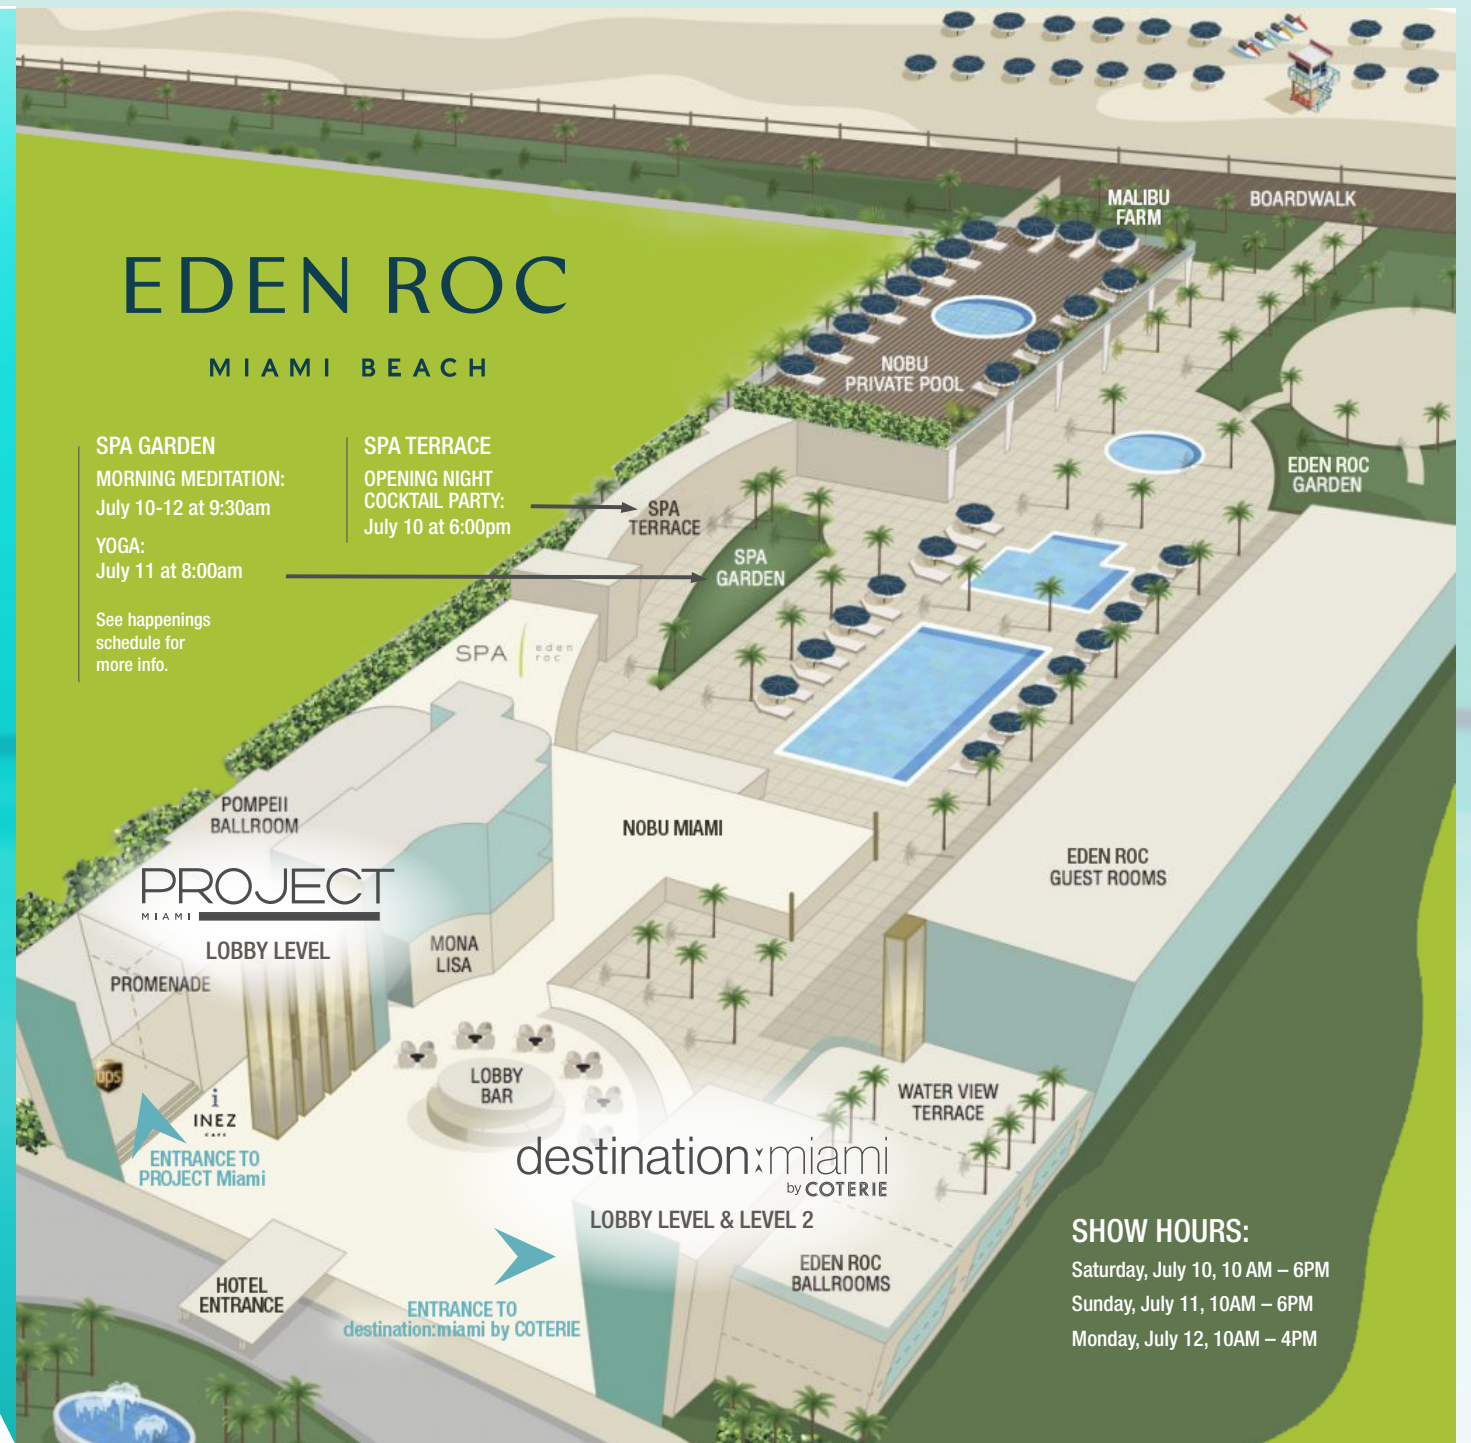 MALIBU
FARM
BOARDWALK
EDEN ROC
MIAMI BEACH
NOBU
PRIVATE POOL
SPA GARDEN
MORNING MEDITATION:
July 10-12 at 9:30am
YOGA:
July 11 at 8:00am
See happenings
schedule for
more info.
SPA TERRACE
OPENING NIGHT
COCKTAIL PARTY:
July 10 at 6:00pm
EDEN ROC
GARDEN
SPA
TERRACE
SPA
GARDEN
SPA
eden
roc
POMPEII
BALLROOM
NOBU MIAMI
EDEN ROC
GUEST ROOMS
PROJECT
MIAMI
LOBBY LEVEL
MONA
LISA
PROMENADE
ups
i
INEZ
CAFE
LOBBY
BAR
WATER VIEW
TERRACE
ENTRANCE TO
PROJECT Miami
destination:miami
by COTERIE
LOBBY LEVEL & LEVEL 2
EDEN ROC
BALLROOMS
HOTEL
ENTRANCE
ENTRANCE TO
destination:miami by COTERIE
SHOW HOURS:
Saturday, July 10, 10 AM – 6PM
Sunday, July 11, 10AM – 6PM
Monday, July 12, 10AM – 4PM